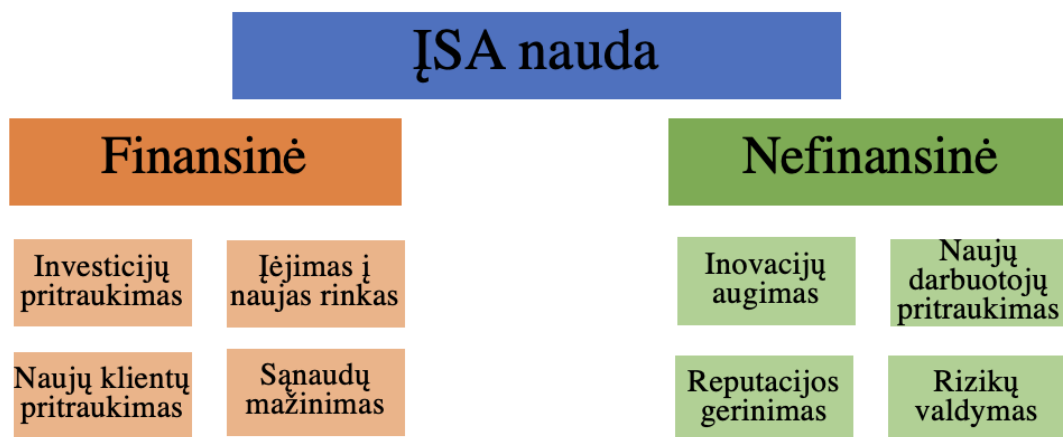 ĮSA nauda
Finansinė
Nefinansinė
Investicijų
pritraukimas
Įėjimas į
naujas rinkas
Inovacijų
augimas
Naujų
darbuotojų
pritraukimas
Naujų klientų
pritraukimas
Sąnaudų
mažinimas
Reputacijos
gerinimas
Rizikų
valdymas